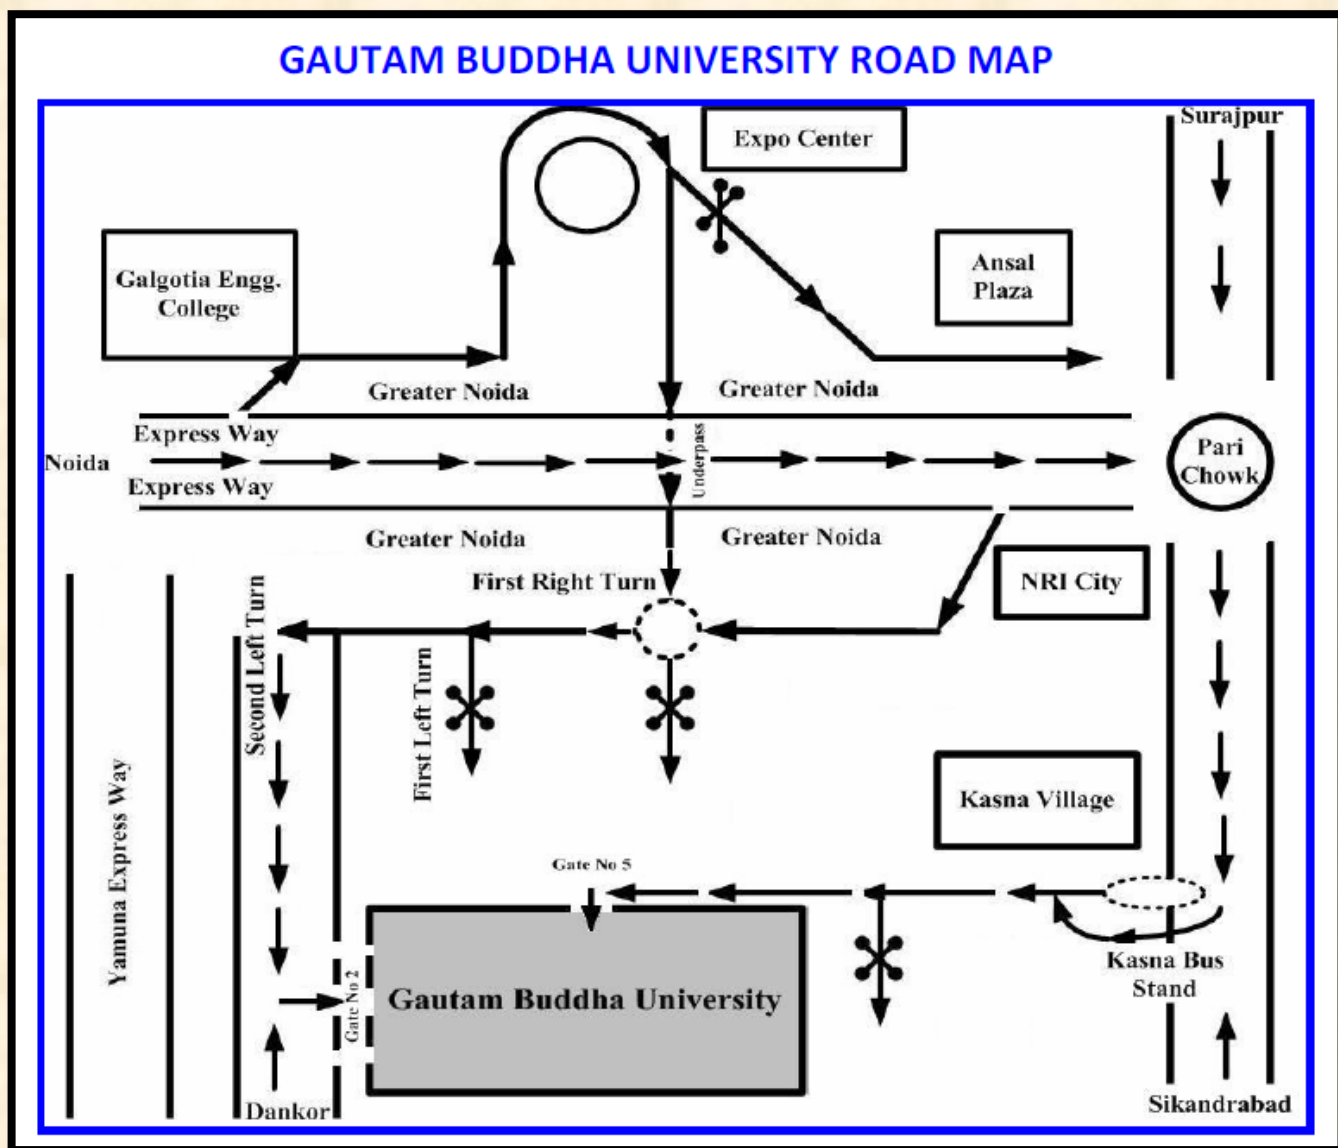 GAUTAM BUDDHA UNIVERSITY ROAD MAP
Surajpur
Expo Center
Galgotia Engg.
College
Ansal
Plaza
Greater Noida
Greater Noida
Express Way
Noida
Express Way
Underpass
Pari
Chowk
Greater Noida
Greater Noida
First Right Turn
NRI City
Second Left Turn
First Left Turn
Yamuna Express Way
Kasna Village
Gate No 5
Kasna Bus
Stand
Gate No 2
Gautam Buddha University
Dankor
Sikandrabad